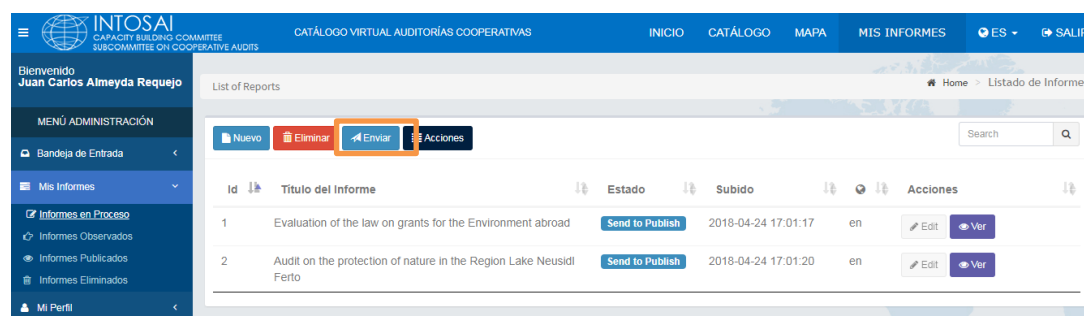 INTOSAI
CAPACITY BUILDING COMMITTEE
SUBCOMMITTEE ON COOPERATIVE AUDITS
CATÁLOGO VIRTUAL AUDITORÍAS COOPERATIVAS
INICIO CATÁLOGO MAPA MIS INFORMES ES SALIR
Bienvenido
Juan Carlos Almeyda Requejo
List of Reports
Home > Listado de Informe
MENÚ ADMINISTRACIÓN
Nuevo Eliminar Enviar Acciones
Search
Bandeja de Entrada
Mis Informes
Id Título del Informe Estado Subido Acciones
Informes en Proceso
1 Evaluation of the law on grants for the Environment abroad Send to Publish 2018-04-24 17:01:17 en Edit Ver
Informes Observados
Informes Publicados
2 Audit on the protection of nature in the Region Lake Neusidl Send to Publish 2018-04-24 17:01:20 en Edit Ver
Ferto
Informes Eliminados
Mi Perfil